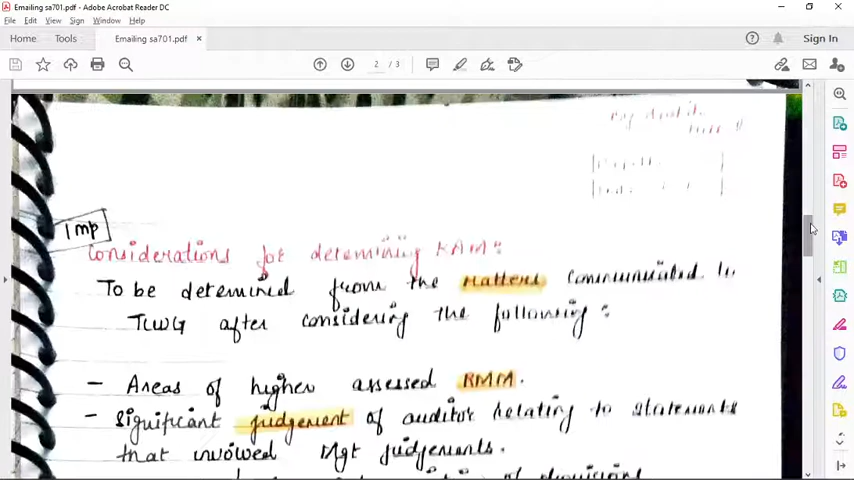 Emailing sa701.pdf - Adobe Acrobat Reader DC
File Edit View Sign Window Help
Home Tools Emailing sa701.pdf × Sign In
2 / 3
Imp
Considerations for determining KAM:
To be determined from the Matters communicated to
TCWG after considering the following:
- Areas of higher assessed RMM.
- Significant judgement of auditor relating to statements
that invowed Mgt judgements.